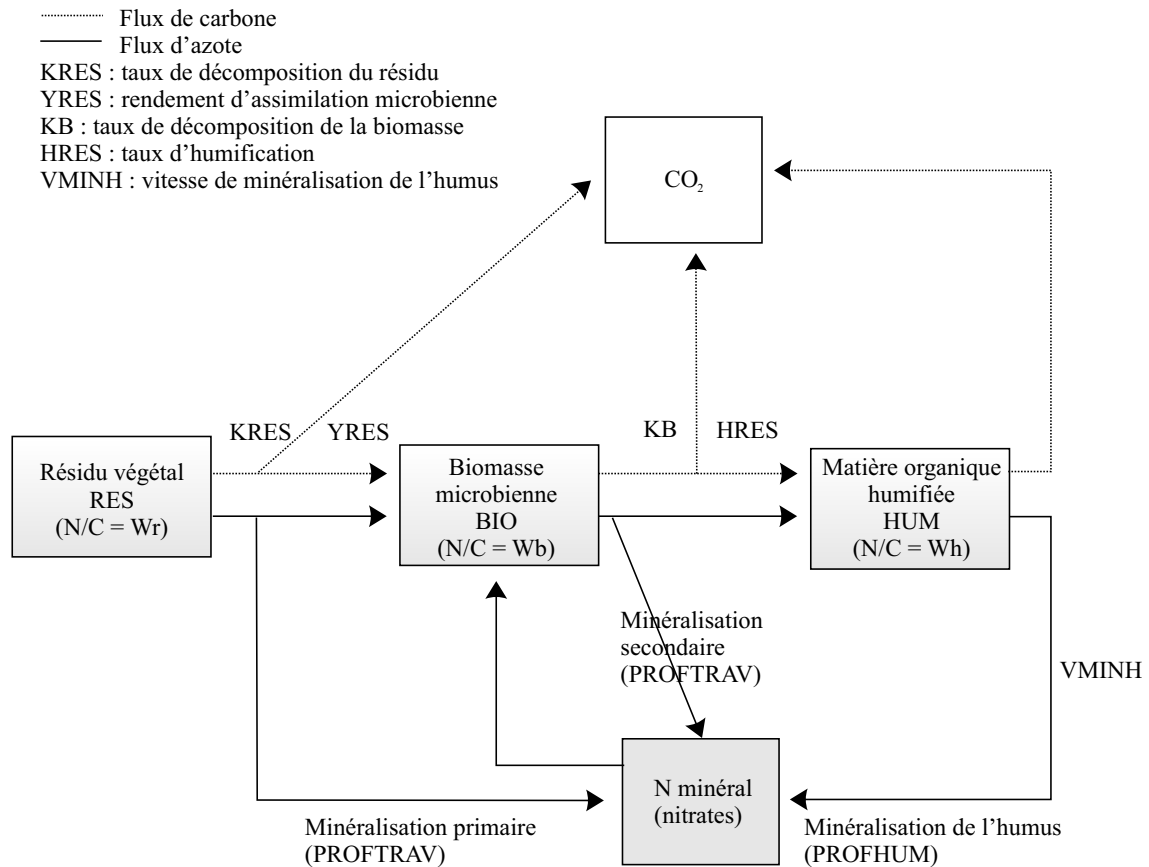 Flux de carbone
Flux d’azote
KRES : taux de décomposition du résidu
YRES : rendement d’assimilation microbienne
KB : taux de décomposition de la biomasse
HRES : taux d’humification
VMINH : vitesse de minéralisation de l’humus
CO₂
KRES
YRES
KB
HRES
Résidu végétal
RES
(N/C = Wr)
Biomasse
microbienne
BIO
(N/C = Wb)
Matière organique
humifiée
HUM
(N/C = Wh)
Minéralisation
secondaire
(PROFTRAV)
VMINH
N minéral
(nitrates)
Minéralisation primaire
(PROFTRAV)
Minéralisation de l’humus
(PROFHUM)